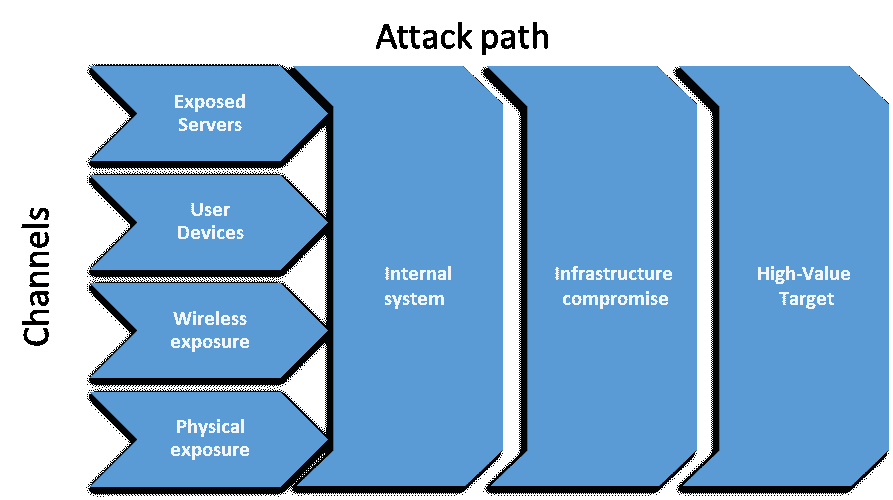 Attack path
Channels
Exposed
Servers
User
Devices
Wireless
exposure
Physical
exposure
Internal
system
Infrastructure
compromise
High-Value
Target